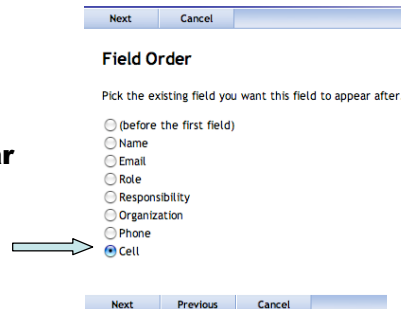 Next Cancel
Field Order
Pick the existing field you want this field to appear after.
(before the first field)
Name
Email
Role
Responsibility
Organization
Phone
Cell
Next Previous Cancel